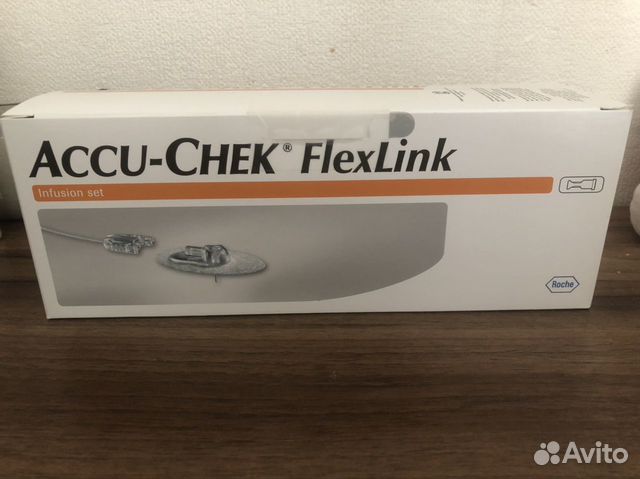 ACCU-CHEK® FlexLink
Infusion set
Roche
Avito